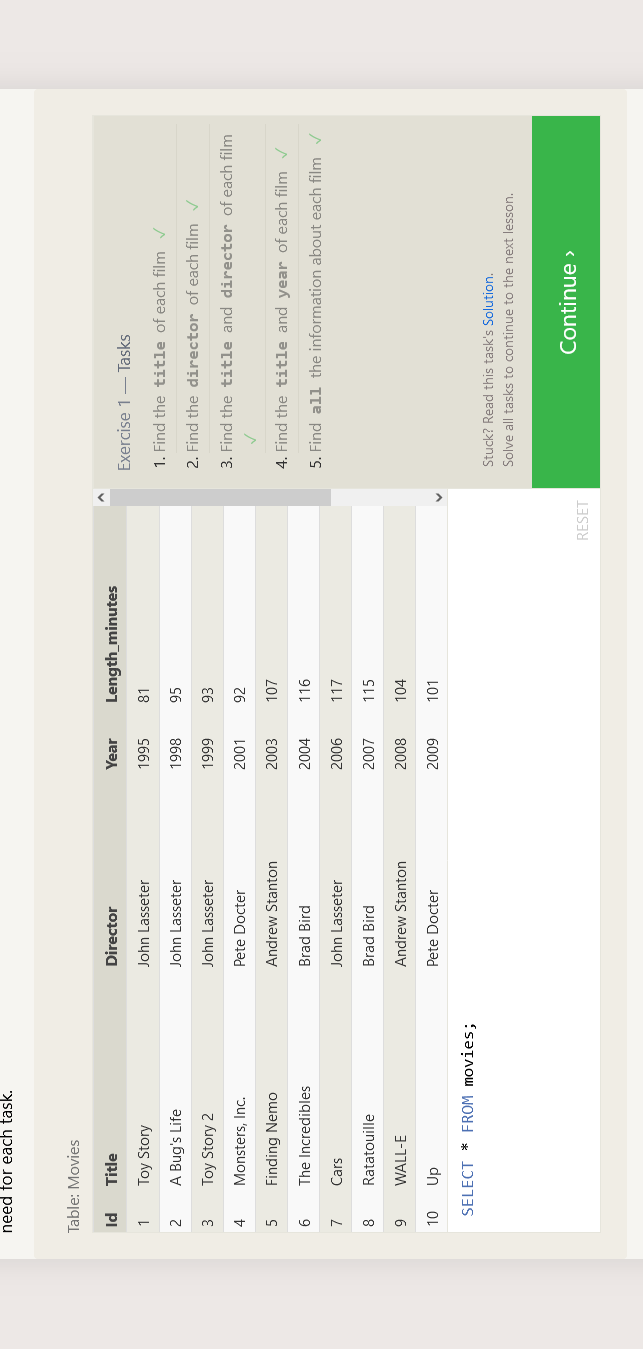 need for each task.
Table: Movies
Id Title Director Year Length_minutes
1 Toy Story John Lasseter 1995 81
2 A Bug's Life John Lasseter 1998 95
3 Toy Story 2 John Lasseter 1999 93
4 Monsters, Inc. Pete Docter 2001 92
5 Finding Nemo Andrew Stanton 2003 107
6 The Incredibles Brad Bird 2004 116
7 Cars John Lasseter 2006 117
8 Ratatouille Brad Bird 2007 115
9 WALL-E Andrew Stanton 2008 104
10 Up Pete Docter 2009 101
SELECT * FROM movies;
RESET
Exercise 1 — Tasks
1. Find the title of each film ✓
2. Find the director of each film ✓
3. Find the title and director of each film
✓
4. Find the title and year of each film ✓
5. Find all the information about each film ✓
Stuck? Read this task's Solution.
Solve all tasks to continue to the next lesson.
Continue ›